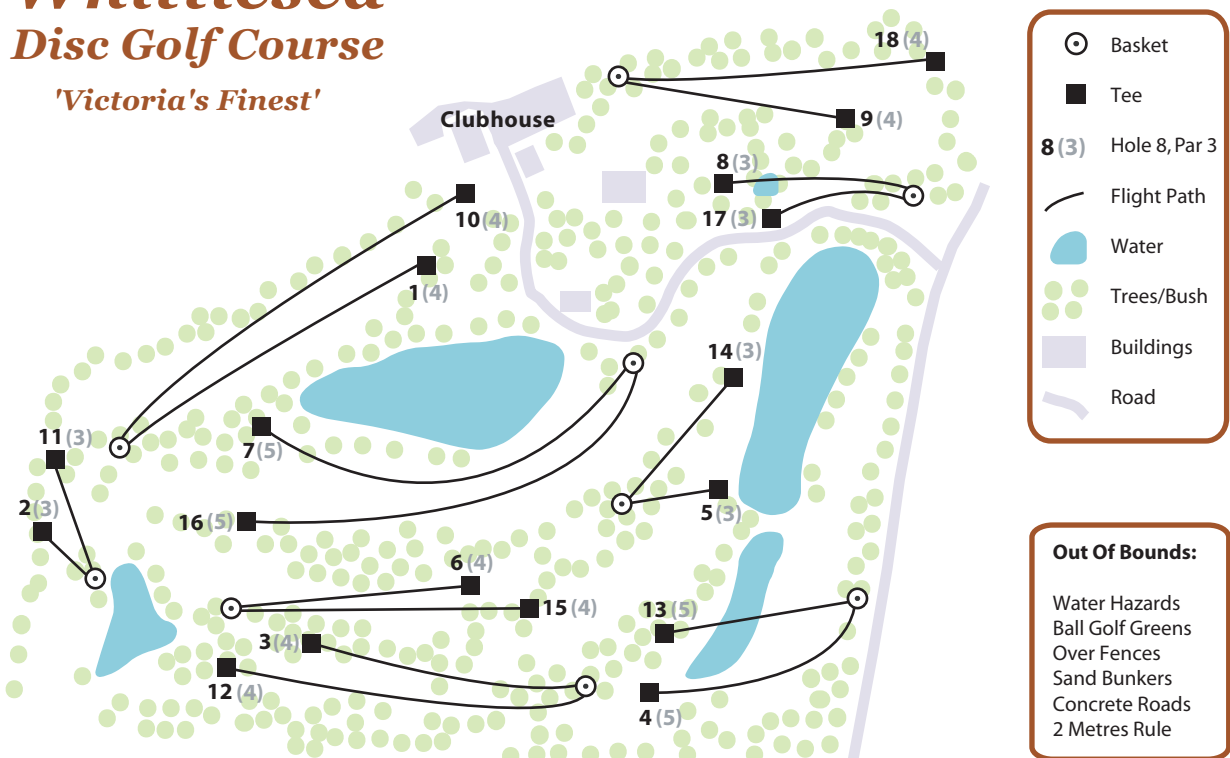 Whittlesea
Disc Golf Course
'Victoria's Finest'
Clubhouse
18 (4)
9 (4)
8 (3)
17 (3)
10 (4)
1 (4)
14 (3)
11 (3)
7 (5)
2 (3)
16 (5)
5 (3)
6 (4)
15 (4)
13 (5)
3 (4)
12 (4)
4 (5)
Basket
Tee
8 (3) Hole 8, Par 3
Flight Path
Water
Trees/Bush
Buildings
Road
Out Of Bounds:
Water Hazards
Ball Golf Greens
Over Fences
Sand Bunkers
Concrete Roads
2 Metres Rule